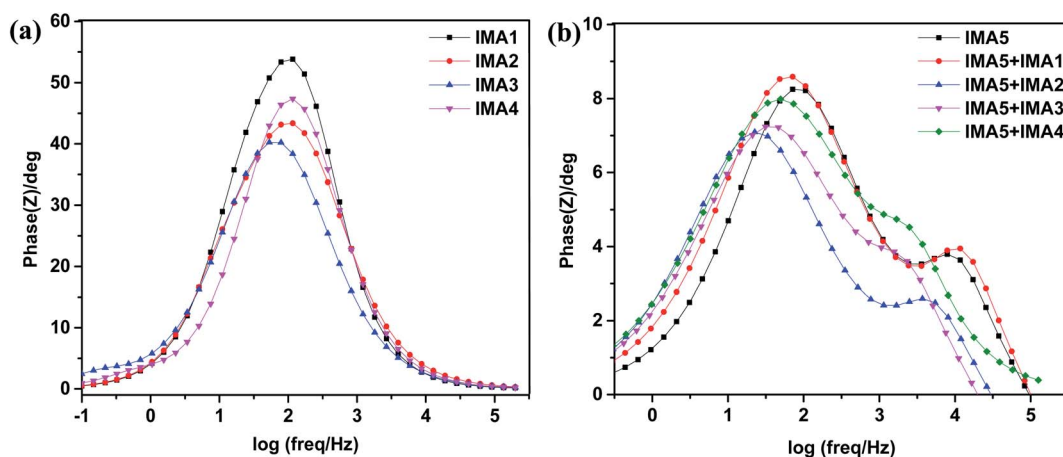 (a)
60
50
40
30
20
10
0
Phase(Z)/deg
-1 0 1 2 3 4 5
log (freq/Hz)
IMA1
IMA2
IMA3
IMA4
(b)
10
8
6
4
2
0
Phase(Z)/deg
0 1 2 3 4 5
log (freq/Hz)
IMA5
IMA5+IMA1
IMA5+IMA2
IMA5+IMA3
IMA5+IMA4